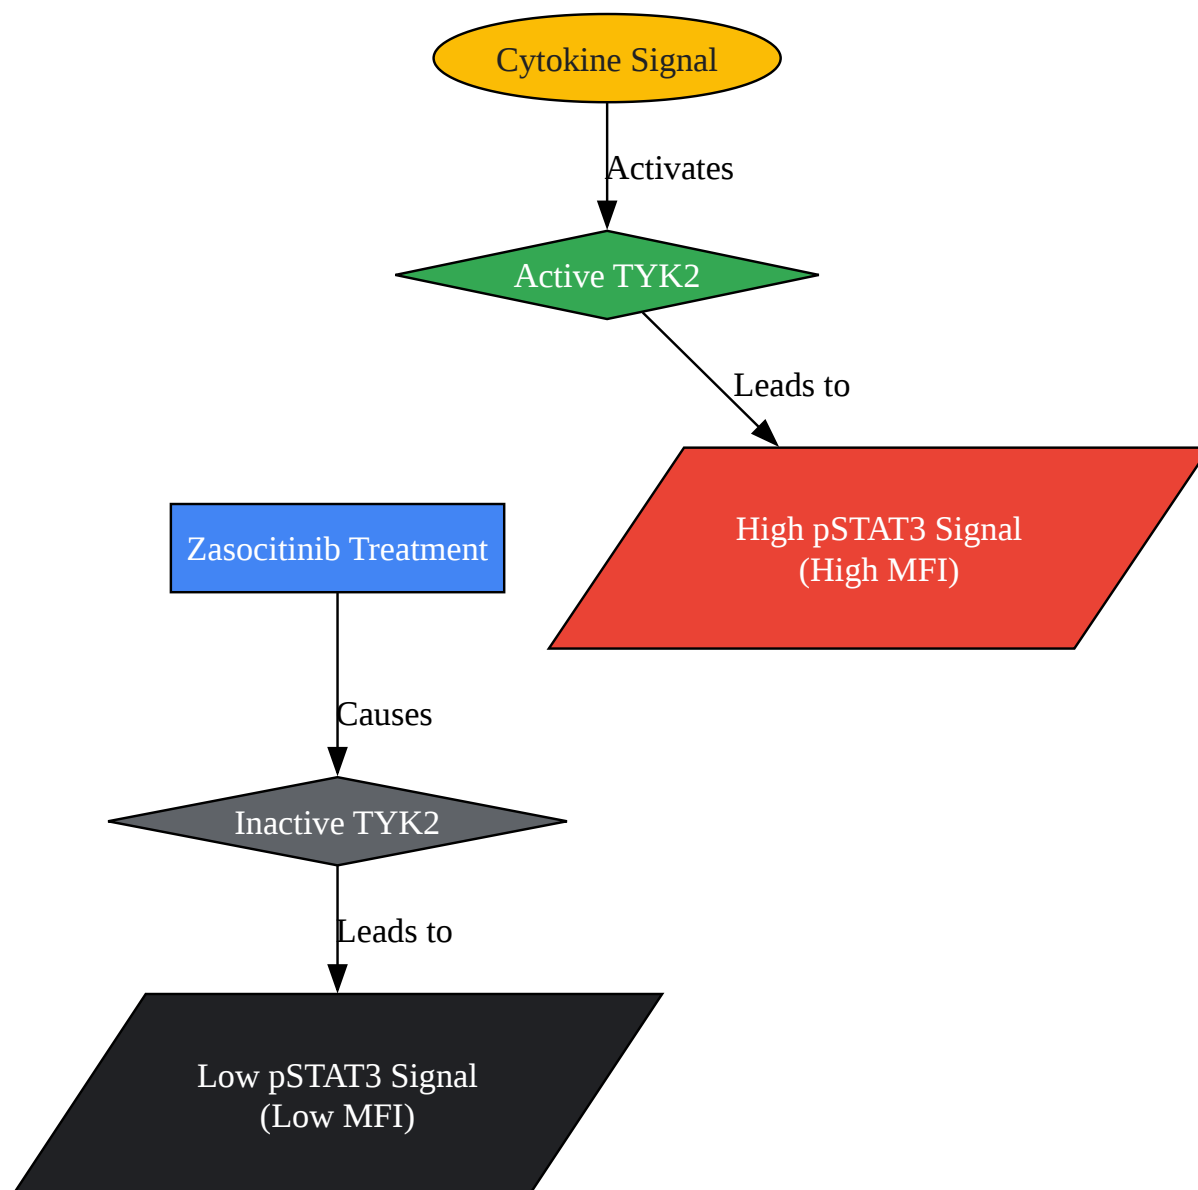 Cytokine Signal
Activates
Active TYK2
Leads to
High pSTAT3 Signal
(High MFI)
Zasocitinib Treatment
Causes
Inactive TYK2
Leads to
Low pSTAT3 Signal
(Low MFI)